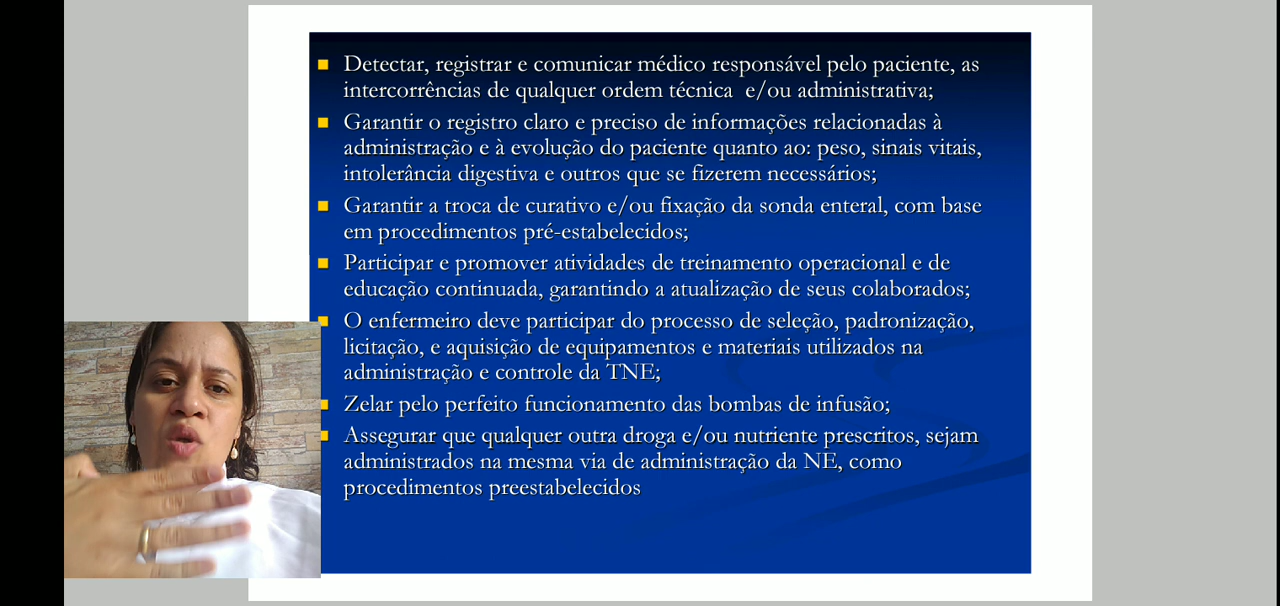 Detectar, registrar e comunicar médico responsável pelo paciente, as
intercorrências de qualquer ordem técnica e/ou administrativa;
Garantir o registro claro e preciso de informações relacionadas à
administração e à evolução do paciente quanto ao: peso, sinais vitais,
intolerância digestiva e outros que se fizerem necessários;
Garantir a troca de curativo e/ou fixação da sonda enteral, com base
em procedimentos pré-estabelecidos;
Participar e promover atividades de treinamento operacional e de
educação continuada, garantindo a atualização de seus colaborados;
O enfermeiro deve participar do processo de seleção, padronização,
licitação, e aquisição de equipamentos e materiais utilizados na
administração e controle da TNE;
Zelar pelo perfeito funcionamento das bombas de infusão;
Assegurar que qualquer outra droga e/ou nutriente prescritos, sejam
administrados na mesma via de administração da NE, como
procedimentos preestabelecidos